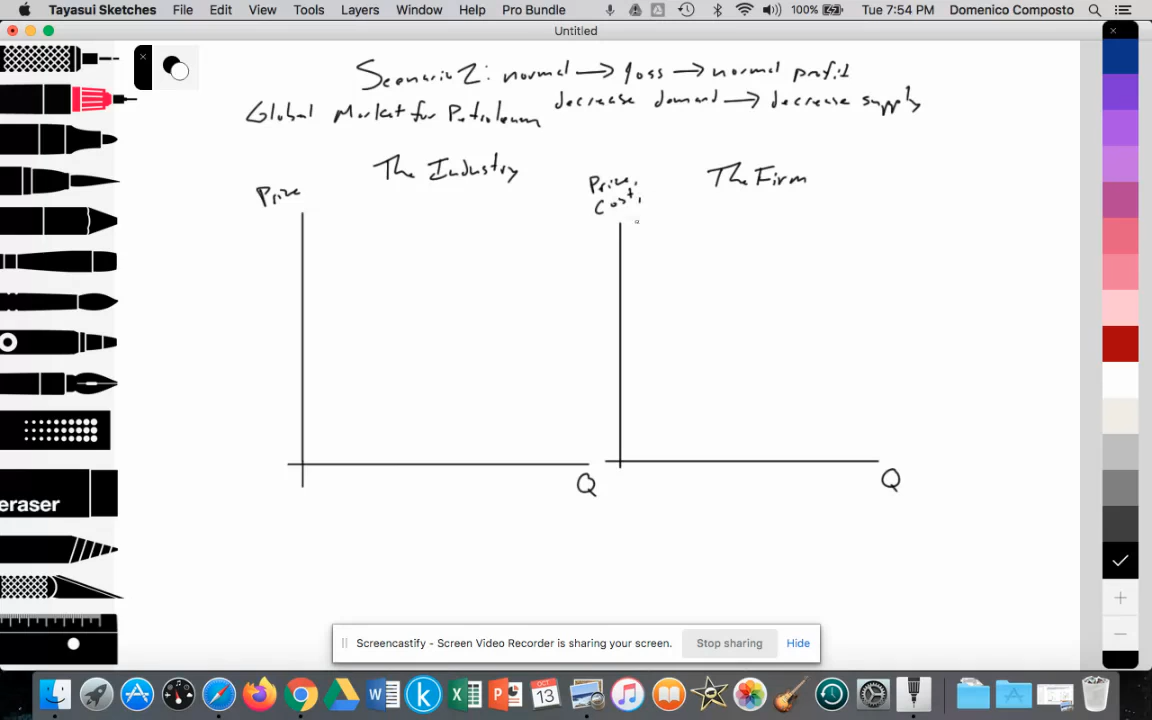 Tayasui Sketches File Edit View Tools Layers Window Help Pro Bundle 100% Tue 7:54 PM Domenico Composto
Untitled
Scenario 2: normal → loss → normal profit
Global Market for Petroleum decrease demand → decrease supply
The Industry The Firm
Price Price,
Cost,
Q Q
eraser
Screencastify - Screen Video Recorder is sharing your screen. Stop sharing Hide
W X P OCT 13